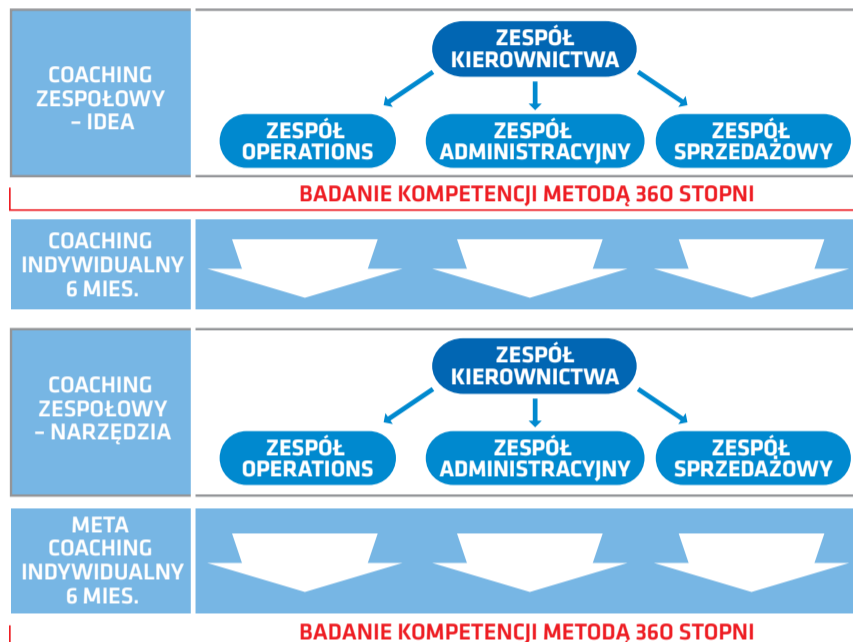 COACHING
ZESPOŁOWY
– IDEA
ZESPÓŁ
KIEROWNICTWA
ZESPÓŁ
OPERATIONS
ZESPÓŁ
ADMINISTRACYJNY
ZESPÓŁ
SPRZEDAŻOWY
BADANIE KOMPETENCJI METODĄ 360 STOPNI
COACHING
INDYWIDUALNY
6 MIES.
COACHING
ZESPOŁOWY
– NARZĘDZIA
ZESPÓŁ
KIEROWNICTWA
ZESPÓŁ
OPERATIONS
ZESPÓŁ
ADMINISTRACYJNY
ZESPÓŁ
SPRZEDAŻOWY
META
COACHING
INDYWIDUALNY
6 MIES.
BADANIE KOMPETENCJI METODĄ 360 STOPNI